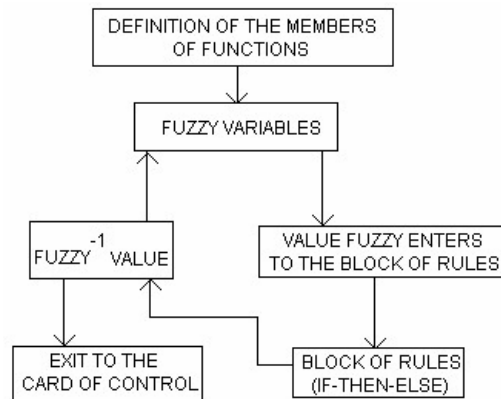 DEFINITION OF THE MEMBERS
OF FUNCTIONS
FUZZY VARIABLES
FUZZY-1 VALUE
VALUE FUZZY ENTERS
TO THE BLOCK OF RULES
EXIT TO THE
CARD OF CONTROL
BLOCK OF RULES
(IF-THEN-ELSE)